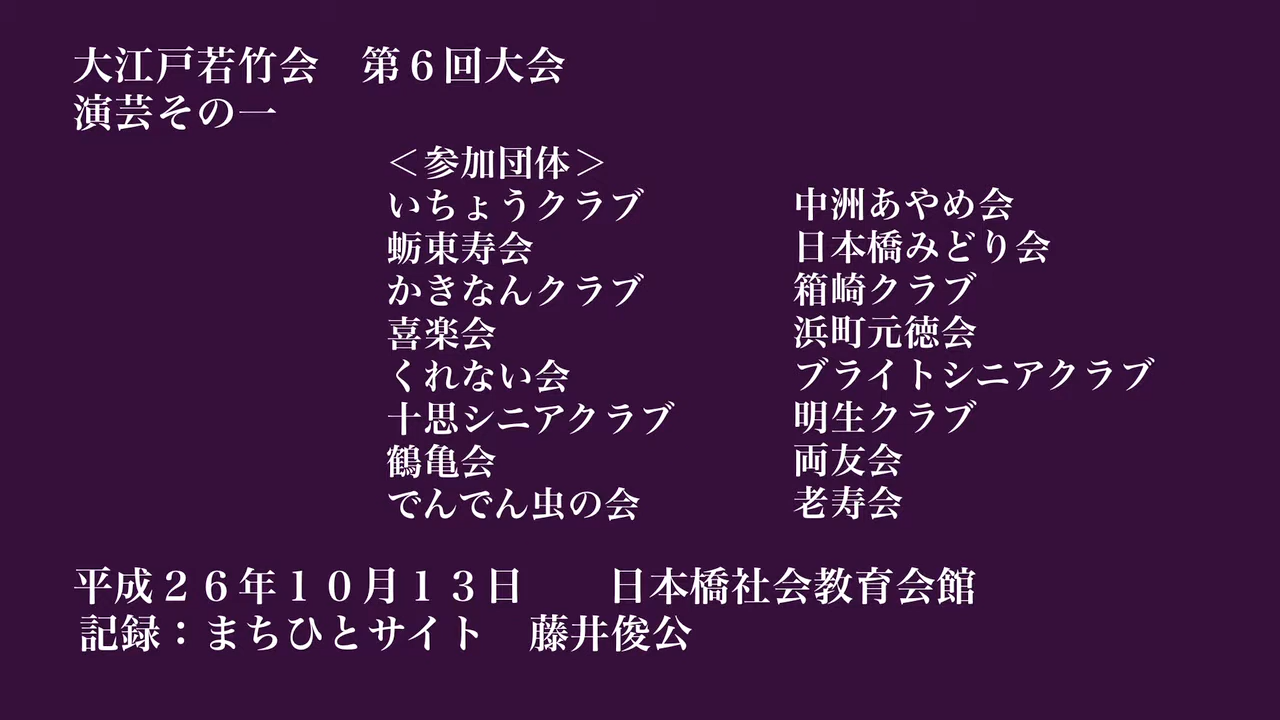 大江戸若竹会　第６回大会
演芸その一
＜参加団体＞
いちょうクラブ
蛎東寿会
かきなんクラブ
喜楽会
くれない会
十思シニアクラブ
鶴亀会
でんでん虫の会
中洲あやめ会
日本橋みどり会
箱崎クラブ
浜町元徳会
ブライトシニアクラブ
明生クラブ
両友会
老寿会
平成２６年１０月１３日　　日本橋社会教育会館
記録：まちひとサイト　藤井俊公